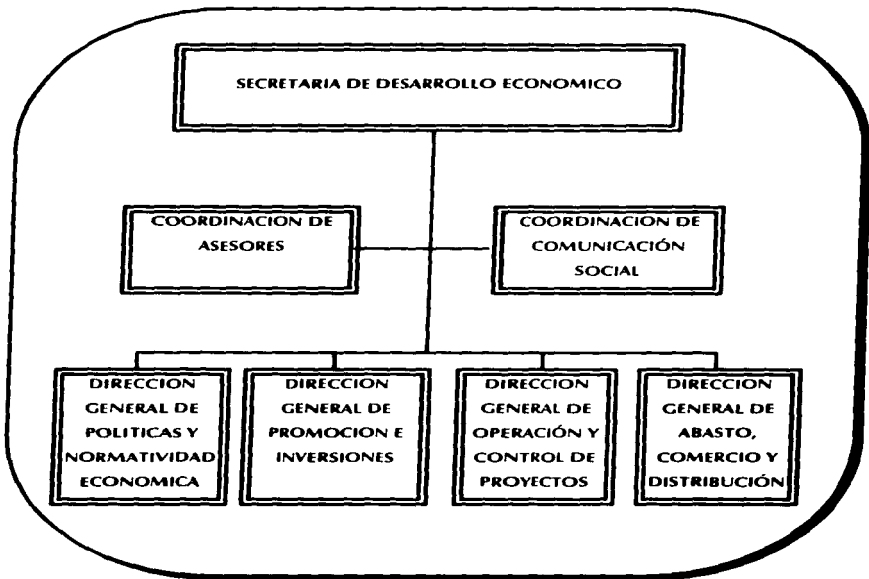 SECRETARIA DE DESARROLLO ECONOMICO
COORDINACION DE
ASESORES
COORDINACION DE
COMUNICACIÓN
SOCIAL
DIRECCION
GENERAL DE
POLITICAS Y
NORMATIVIDAD
ECONOMICA
DIRECCION
GENERAL DE
PROMOCION E
INVERSIONES
DIRECCION
GENERAL DE
OPERACIÓN Y
CONTROL DE
PROYECTOS
DIRECCION
GENERAL DE
ABASTO,
COMERCIO Y
DISTRIBUCIÓN